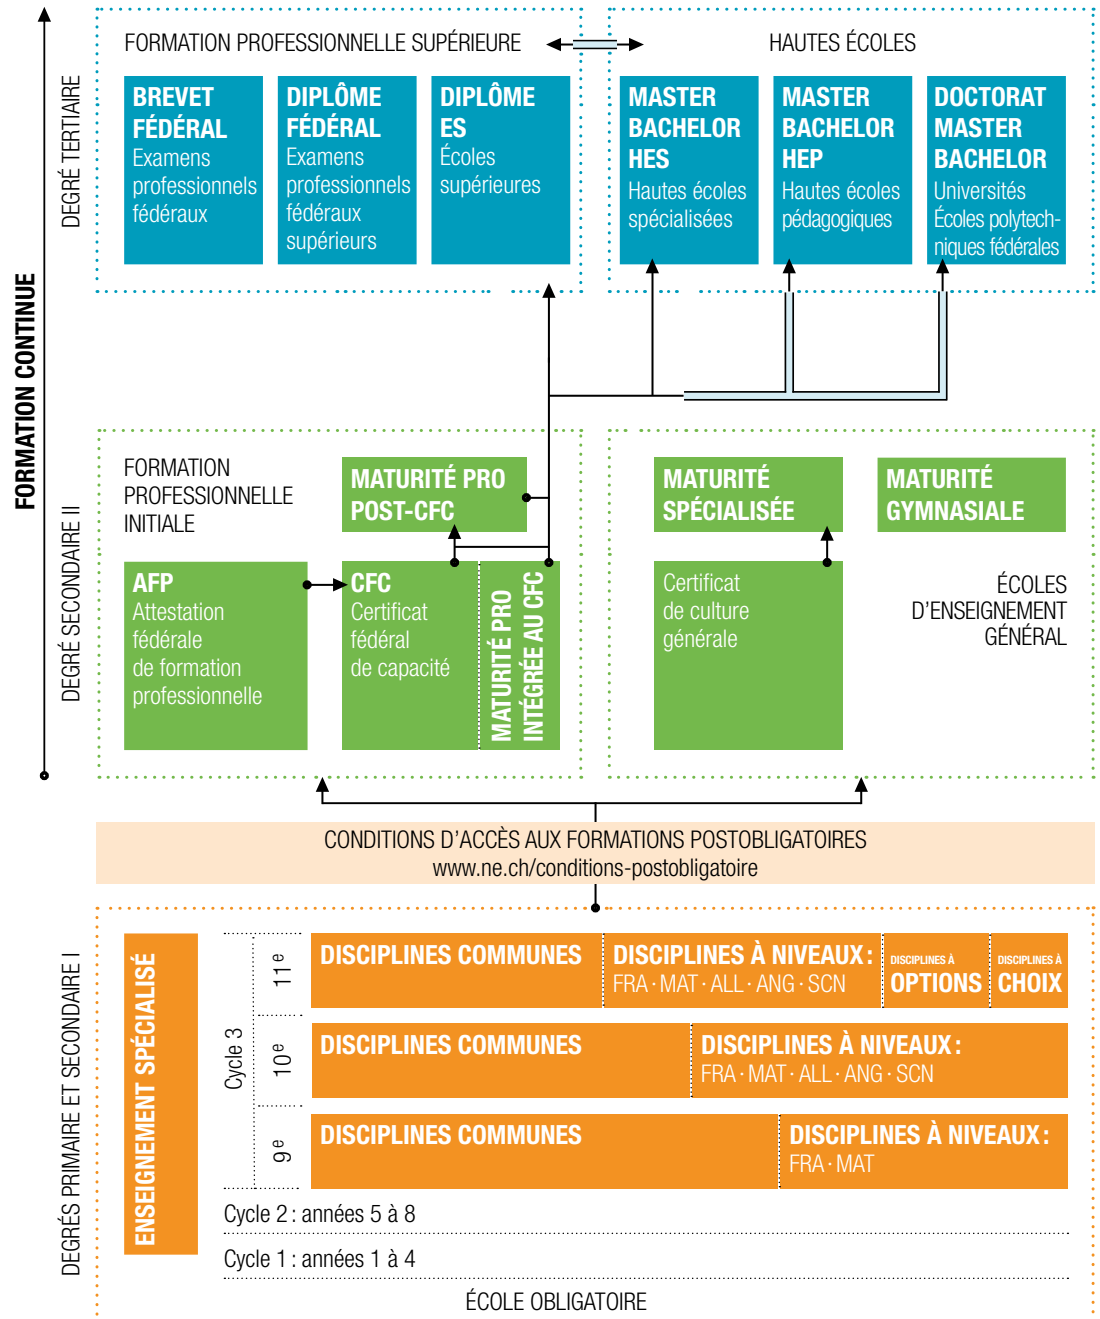 FORMATION CONTINUE
DEGRÉ TERTIAIRE
FORMATION PROFESSIONNELLE SUPÉRIEURE
BREVET
FÉDÉRAL
Examens
professionnels
fédéraux
DIPLÔME
FÉDÉRAL
Examens
professionnels
fédéraux
supérieurs
DIPLÔME
ES
Écoles
supérieures
HAUTES ÉCOLES
MASTER
BACHELOR
HES
Hautes écoles
spécialisées
MASTER
BACHELOR
HEP
Hautes écoles
pédagogiques
DOCTORAT
MASTER
BACHELOR
Universités
Écoles polytech-
niques fédérales
DEGRÉ SECONDAIRE II
FORMATION
PROFESSIONNELLE
INITIALE
MATURITÉ PRO
POST-CFC
AFP
Attestation
fédérale
de formation
professionnelle
CFC
Certificat
fédéral
de capacité
MATURITÉ PRO
INTÉGRÉE AU CFC
MATURITÉ
SPÉCIALISÉE
MATURITÉ
GYMNASIALE
Certificat
de culture
générale
ÉCOLES
D'ENSEIGNEMENT
GÉNÉRAL
CONDITIONS D'ACCÈS AUX FORMATIONS POSTOBLIGATOIRES
www.ne.ch/conditions-postobligatoire
DEGRÉS PRIMAIRE ET SECONDAIRE I
ENSEIGNEMENT SPÉCIALISÉ
Cycle 3
11e
DISCIPLINES COMMUNES
DISCIPLINES À NIVEAUX :
FRA · MAT · ALL · ANG · SCN
DISCIPLINES À
OPTIONS
DISCIPLINES À
CHOIX
10e
DISCIPLINES COMMUNES
DISCIPLINES À NIVEAUX :
FRA · MAT · ALL · ANG · SCN
9e
DISCIPLINES COMMUNES
DISCIPLINES À NIVEAUX :
FRA · MAT
Cycle 2 : années 5 à 8
Cycle 1 : années 1 à 4
ÉCOLE OBLIGATOIRE